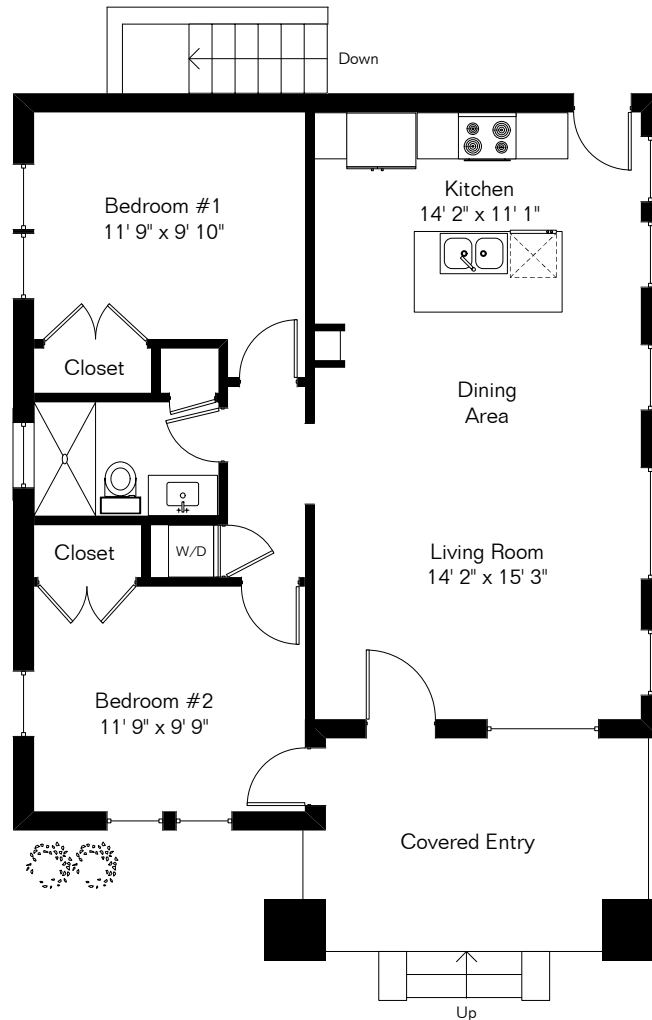 Down
Bedroom #1
11' 9" x 9' 10"
Kitchen
14' 2" x 11' 1"
Closet
Dining
Area
Closet
W/D
Living Room
14' 2" x 15' 3"
Bedroom #2
11' 9" x 9' 9"
Covered Entry
Up